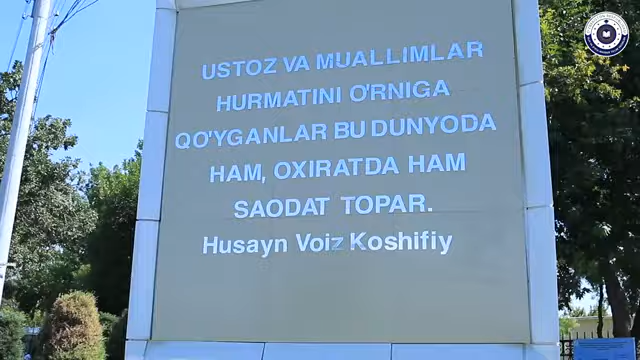 USTOZ VA MUALLIMLAR
HURMATINI O'RNIGA
QO'YGANLAR BU DUNYODA
HAM, OXIRATDA HAM
SAODAT TOPAR.
Husayn Voiz Koshifiy